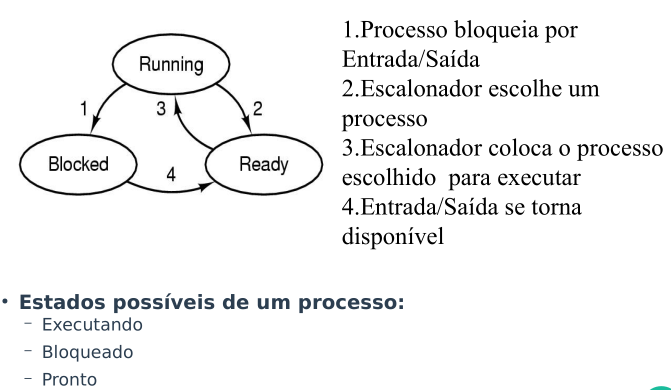 Running
1
3
2
Blocked
4
Ready
1.Processo bloqueia por
Entrada/Saída
2.Escalonador escolhe um
processo
3.Escalonador coloca o processo
escolhido para executar
4.Entrada/Saída se torna
disponível
• Estados possíveis de um processo:
– Executando
– Bloqueado
– Pronto